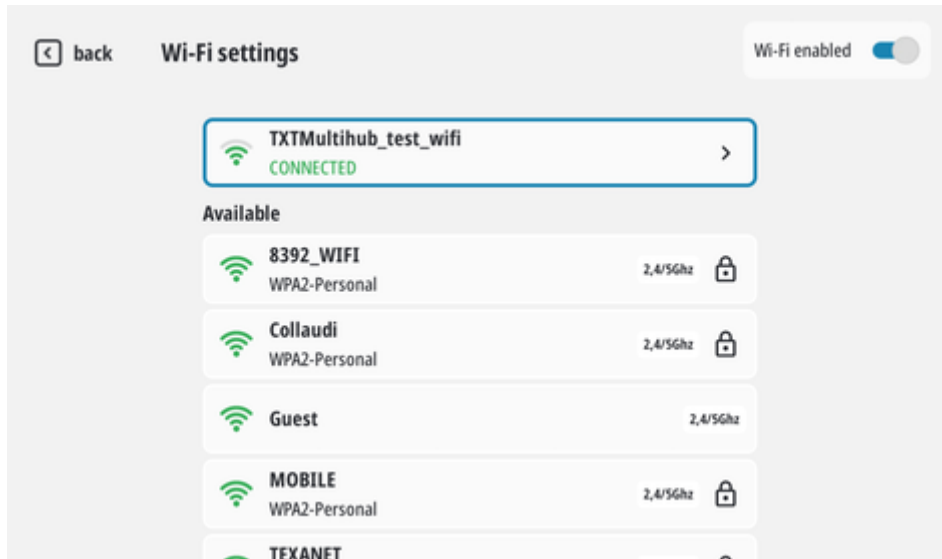 back
Wi-Fi settings
Wi-Fi enabled
TXTMultihub_test_wifi
CONNECTED
Available
8392_WIFI
WPA2-Personal
2,4/5Ghz
Collaudi
WPA2-Personal
2,4/5Ghz
Guest
2,4/5Ghz
MOBILE
WPA2-Personal
2,4/5Ghz
TEXANET